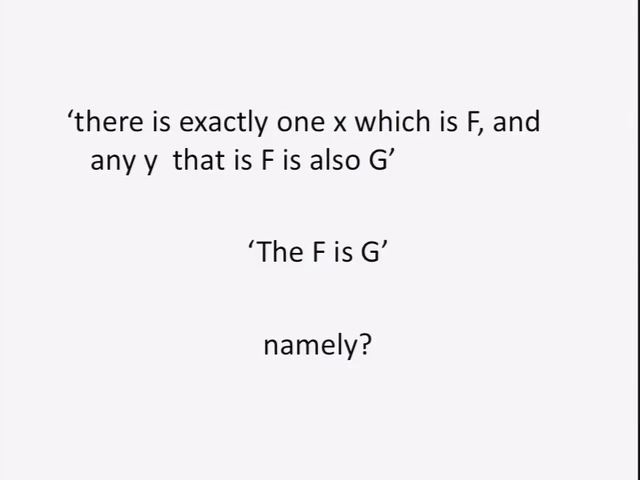 ‘there is exactly one x which is F, and
any y  that is F is also G’
‘The F is G’
namely?